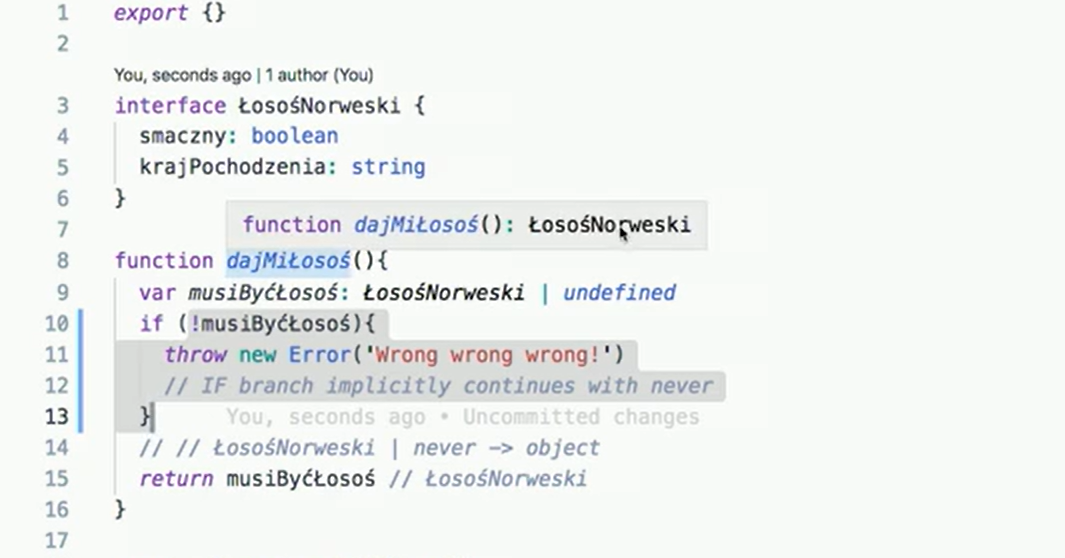 1 export {}
2
You, seconds ago | 1 author (You)
3 interface ŁosośNorweski {
4 smaczny: boolean
5 krajPochodzenia: string
6 }
function dajMiŁosoś(): ŁosośNorweski
7
8 function dajMiŁosoś(){
9 var musiByćŁosoś: ŁosośNorweski | undefined
10 if (!musiByćŁosoś){
11 throw new Error('Wrong wrong wrong!')
12 // IF branch implicitly continues with never
13 } You, seconds ago • Uncommitted changes
14 // // ŁosośNorweski | never -> object
15 return musiByćŁosoś // ŁosośNorweski
16 }
17